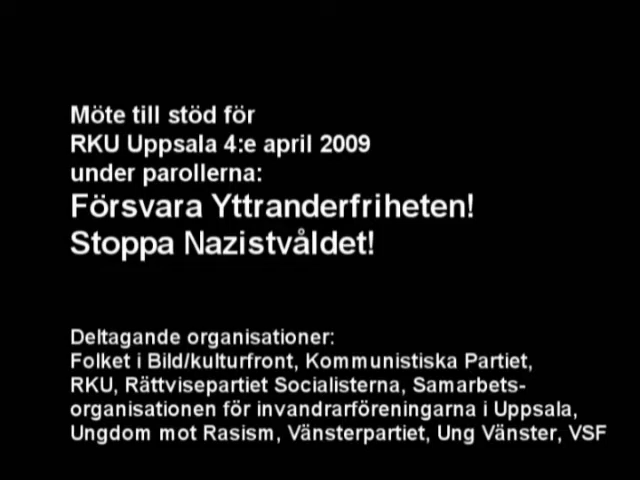 Möte till stöd för
RKU Uppsala 4:e april 2009
under parollerna:
Försvara Yttranderfriheten!
Stoppa Nazistvåldet!
Deltagande organisationer:
Folket i Bild/kulturfront, Kommunistiska Partiet,
RKU, Rättvisepartiet Socialisterna, Samarbets-
organisationen för invandrarföreningarna i Uppsala,
Ungdom mot Rasism, Vänsterpartiet, Ung Vänster, VSF